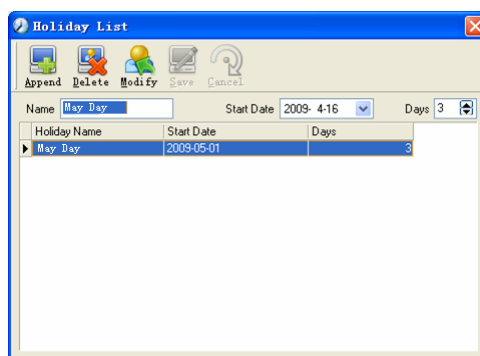 Holiday List
Append Delete Modify Save Cancel
Name May Day Start Date 2009- 4-16 Days 3
Holiday Name Start Date Days
May Day 2009-05-01 3